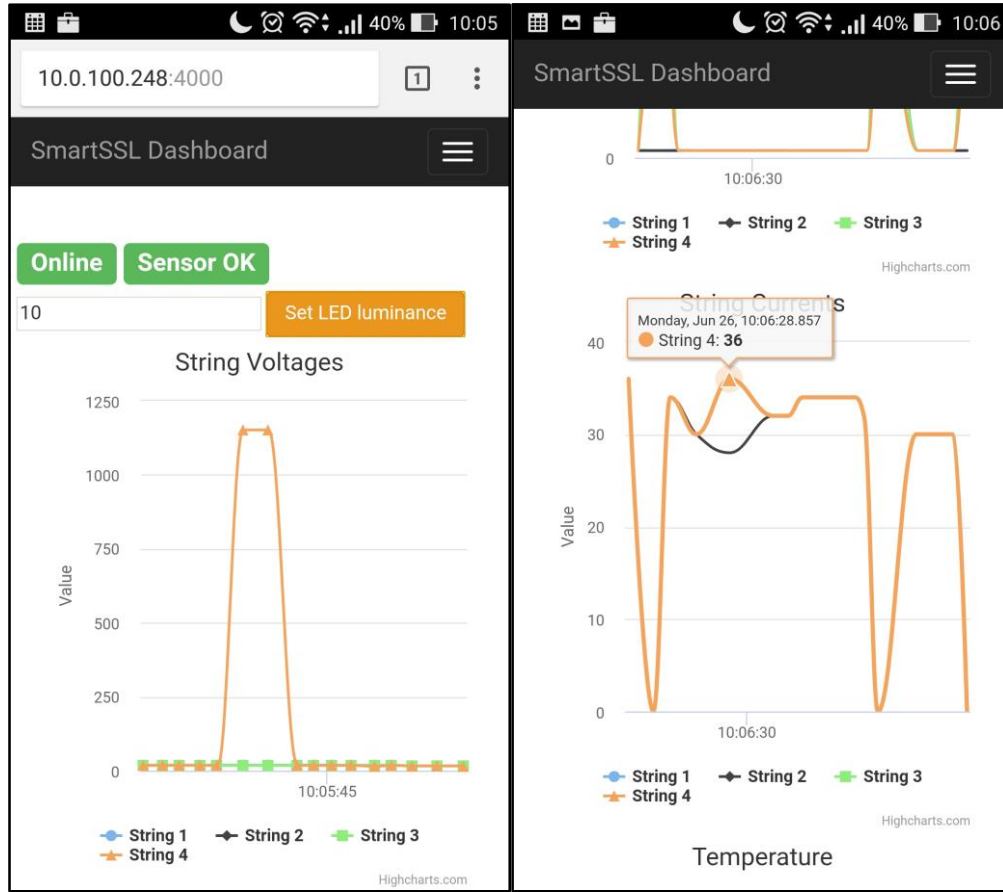 40% 10:05
10.0.100.248:4000
1
SmartSSL Dashboard
Online Sensor OK
10 Set LED luminance
String Voltages
1250
1000
750
500
250
0
Value
10:05:45
String 1 String 2 String 3
String 4
Highcharts.com
40% 10:06
SmartSSL Dashboard
0
10:06:30
String 1 String 2 String 3
String 4
Highcharts.com
String Currents
Monday, Jun 26, 10:06:28.857
String 4: 36
40
30
20
10
0
Value
10:06:30
String 1 String 2 String 3
String 4
Highcharts.com
Temperature